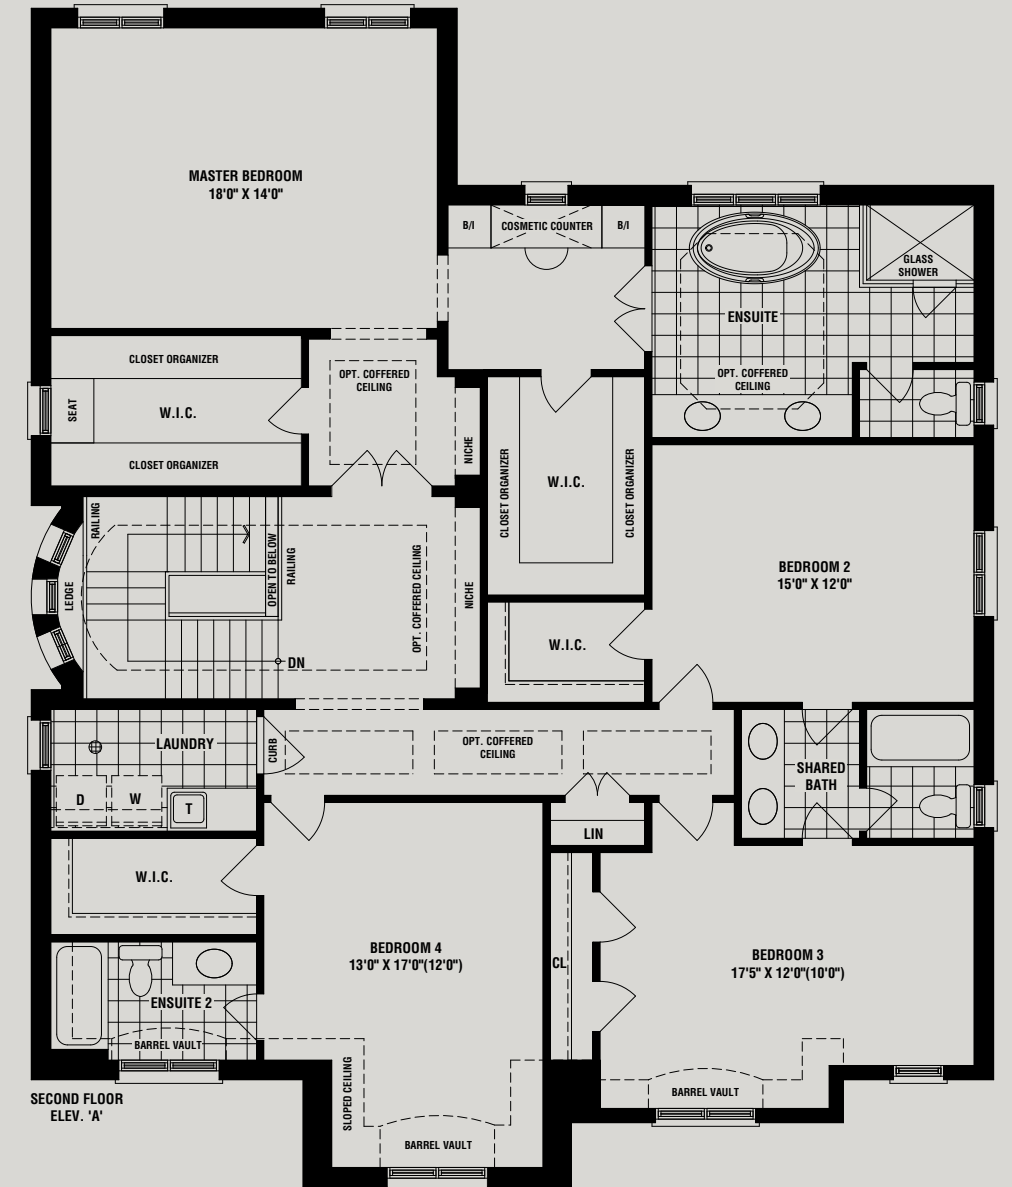 MASTER BEDROOM
18'0" X 14'0"
B/I
COSMETIC COUNTER
B/I
GLASS
SHOWER
ENSUITE
OPT. COFFERED
CEILING
CLOSET ORGANIZER
SEAT
W.I.C.
CLOSET ORGANIZER
OPT. COFFERED
CEILING
NICHE
CLOSET ORGANIZER
W.I.C.
CLOSET ORGANIZER
RAILING
LEDGE
OPEN TO BELOW
RAILING
OPT. COFFERED CEILING
NICHE
DN
BEDROOM 2
15'0" X 12'0"
W.I.C.
LAUNDRY
CURB
D
W
T
OPT. COFFERED
CEILING
SHARED
BATH
LIN
W.I.C.
BEDROOM 4
13'0" X 17'0"(12'0")
CL
BEDROOM 3
17'5" X 12'0"(10'0")
ENSUITE 2
BARREL VAULT
SLOPED CEILING
BARREL VAULT
BARREL VAULT
SECOND FLOOR
ELEV. 'A'